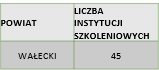 POWIAT
LICZBA
INSTYTUCJI
SZKOLENIOWYCH
WAŁECKI
45